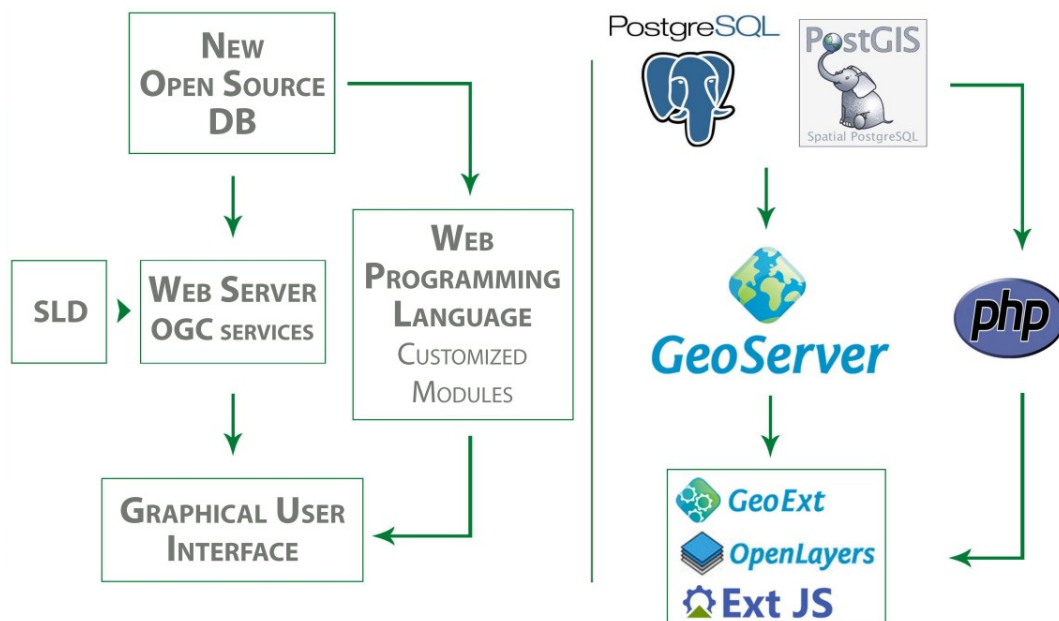 NEW
OPEN SOURCE
DB
SLD
WEB SERVER
OGC SERVICES
WEB
PROGRAMMING
LANGUAGE
CUSTOMIZED
MODULES
GRAPHICAL USER
INTERFACE
PostgreSQL
PostGIS
Spatial PostgreSQL
GeoServer
php
GeoExt
OpenLayers
Ext JS